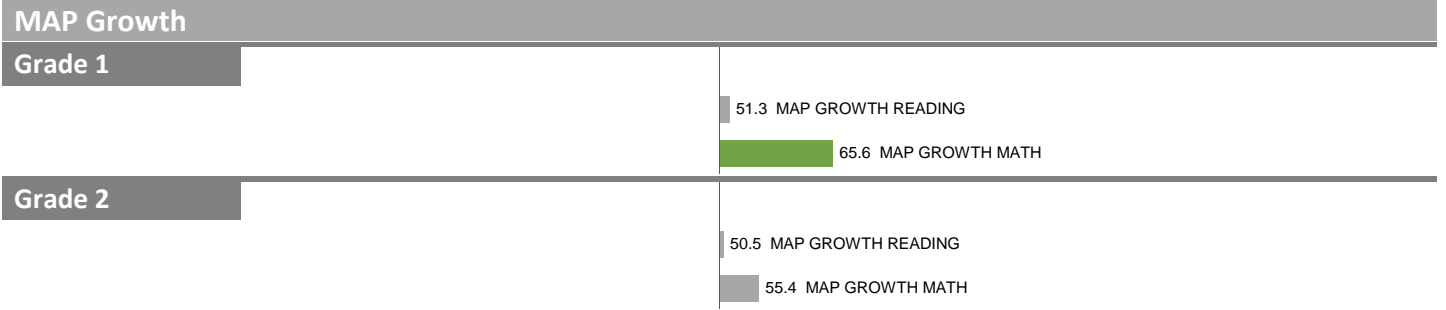 MAP Growth
Grade 1
51.3 MAP GROWTH READING
65.6 MAP GROWTH MATH
Grade 2
50.5 MAP GROWTH READING
55.4 MAP GROWTH MATH